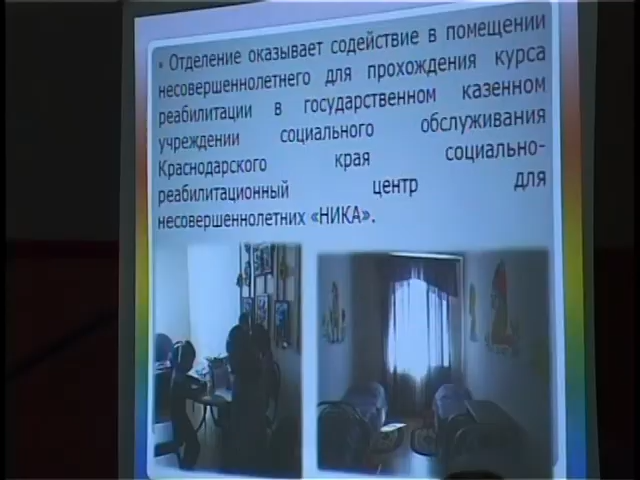 • Отделение оказывает содействие в помещении
несовершеннолетнего для прохождения курса
реабилитации в государственном казенном
учреждении социального обслуживания
Краснодарского края социально-
реабилитационный центр для
несовершеннолетних «НИКА».